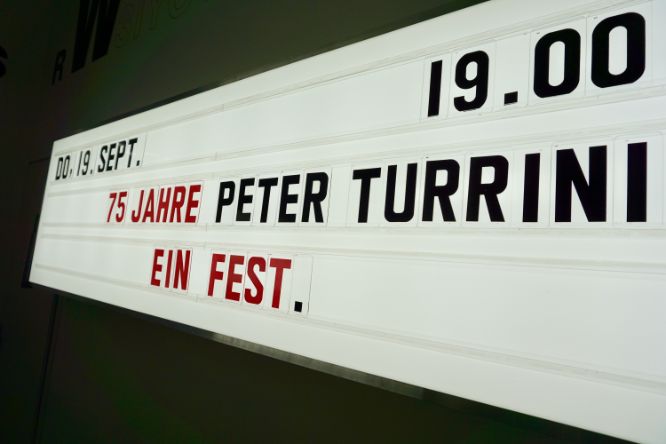 DO, 19. SEPT. 19.00
75 JAHRE PETER TURRINI
EIN FEST.